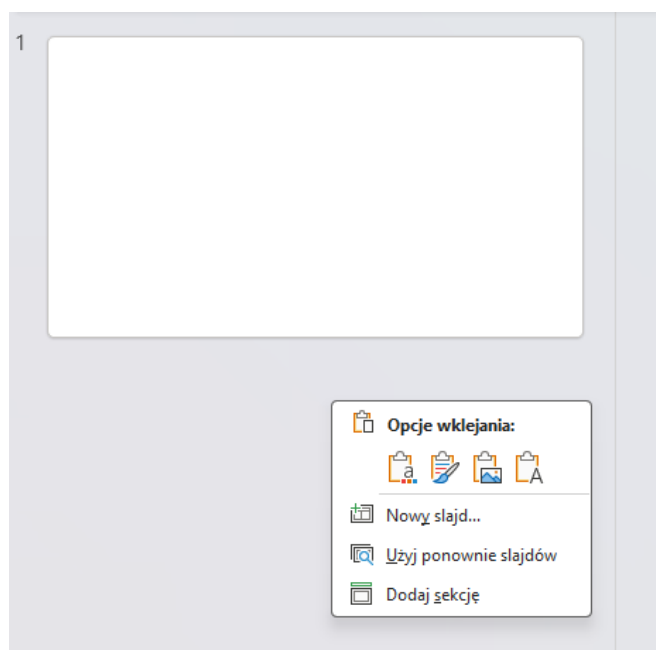 1
Opcje wklejania:
Nowy slajd...
Użyj ponownie slajdów
Dodaj sekcję